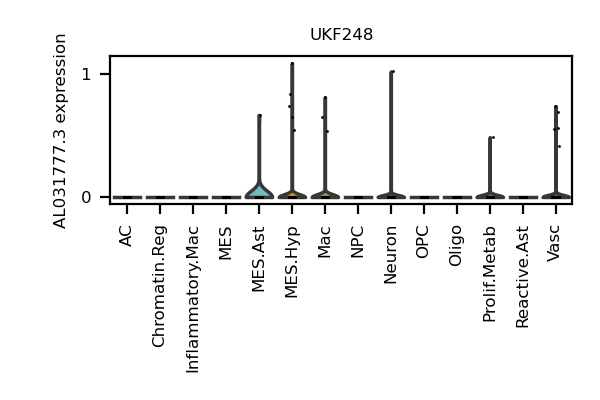 UKF248
AL031777.3 expression
1
0
AC
Chromatin.Reg
Inflammatory.Mac
MES
MES.Ast
MES.Hyp
Mac
NPC
Neuron
OPC
Oligo
Prolif.Metab
Reactive.Ast
Vasc